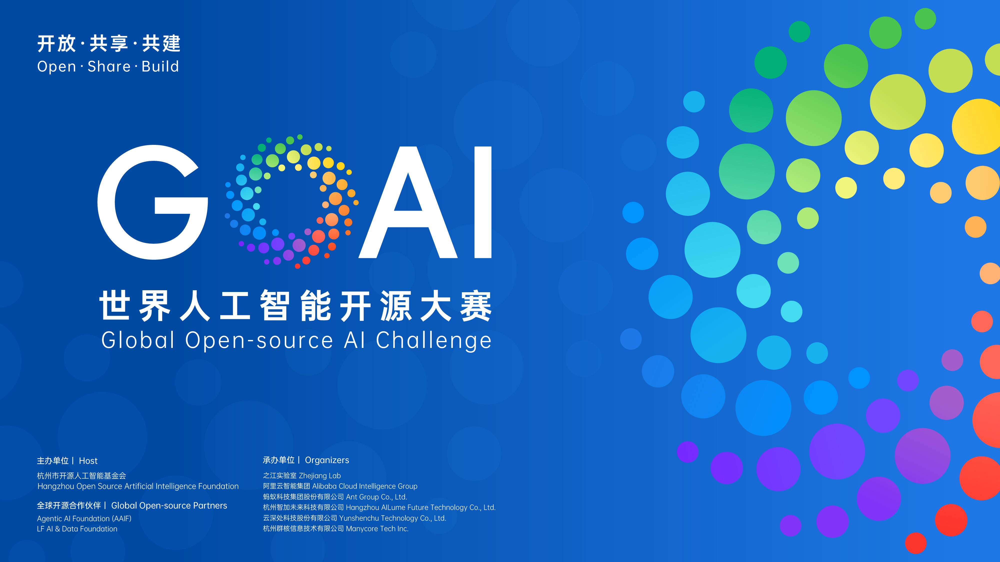 开放·共享·共建
Open·Share·Build
GOAI
世界人工智能开源大赛
Global Open-source AI Challenge
主办单位丨 Host
杭州市开源人工智能基金会
Hangzhou Open Source Artificial Intelligence Foundation
全球开源合作伙伴丨 Global Open-source Partners
Agentic AI Foundation (AAIF)
LF AI & Data Foundation
承办单位丨 Organizers
之江实验室 Zhejiang Lab
阿里云智能集团 Alibaba Cloud Intelligence Group
蚂蚁科技集团股份有限公司 Ant Group Co., Ltd.
杭州智加未来科技有限公司 Hangzhou AILume Future Technology Co., Ltd.
云深处科技股份有限公司 Yunshenchu Technology Co., Ltd.
杭州群核信息技术有限公司 Manycore Tech Inc.